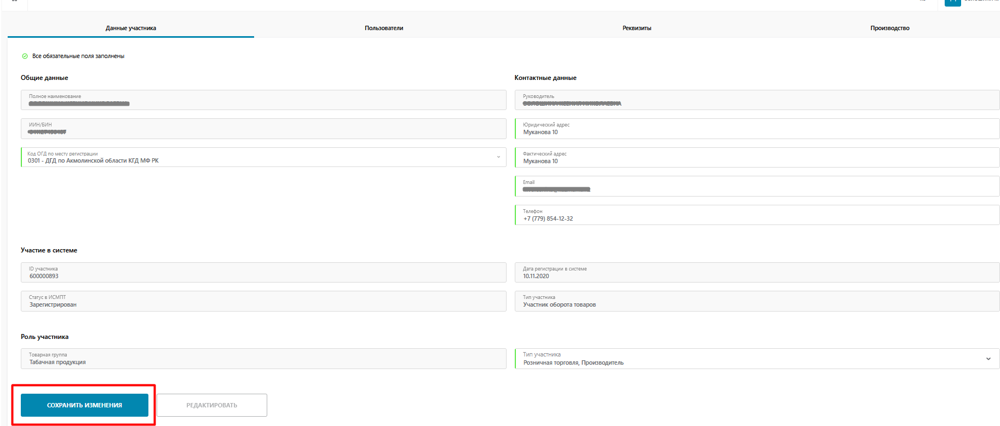 Данные участника
Пользователи
Реквизиты
Производство
Все обязательные поля заполнены
Общие данные
Полное наименование
ИИН/БИН
Код ОГД по месту регистрации
0301 - ДГД по Акмолинской области КГД МФ РК
Контактные данные
Руководитель
Юридический адрес
Муканова 10
Фактический адрес
Муканова 10
Email
Телефон
+7 (779) 854-12-32
Участие в системе
ID участника
600000893
Дата регистрации в системе
10.11.2020
Статус в ИСМПТ
Зарегистрирован
Тип участника
Участник оборота товаров
Роль участника
Товарная группа
Табачная продукция
Тип участника
Розничная торговля, Производитель
СОХРАНИТЬ ИЗМЕНЕНИЯ
РЕДАКТИРОВАТЬ